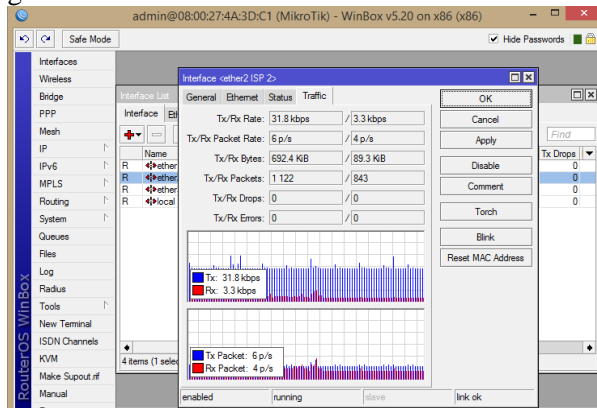 admin@08:00:27:4A:3D:C1 (MikroTik) - WinBox v5.20 on x86 (x86)
Safe Mode
Hide Passwords
Interfaces
Wireless
Bridge
PPP
Mesh
IP
IPv6
MPLS
Routing
System
Queues
Files
Log
Radius
Tools
New Terminal
ISDN Channels
KVM
Make Supout.rif
Manual
RouterOS WinBox
Interface List
Interface
Name
R
R
R
R local
4 items (1 selec
Find
Tx Drops
0
0
0
0
Interface <ether2 ISP 2>
General Ethernet Status Traffic
Tx/Rx Rate: 31.8 kbps / 3.3 kbps
Tx/Rx Packet Rate: 6 p/s / 4 p/s
Tx/Rx Bytes: 692.4 KiB / 89.3 KiB
Tx/Rx Packets: 1 122 / 843
Tx/Rx Drops: 0 / 0
Tx/Rx Errors: 0 / 0
Tx: 31.8 kbps
Rx: 3.3 kbps
Tx Packet: 6 p/s
Rx Packet: 4 p/s
enabled running slave link ok
OK
Cancel
Apply
Disable
Comment
Torch
Blink
Reset MAC Address